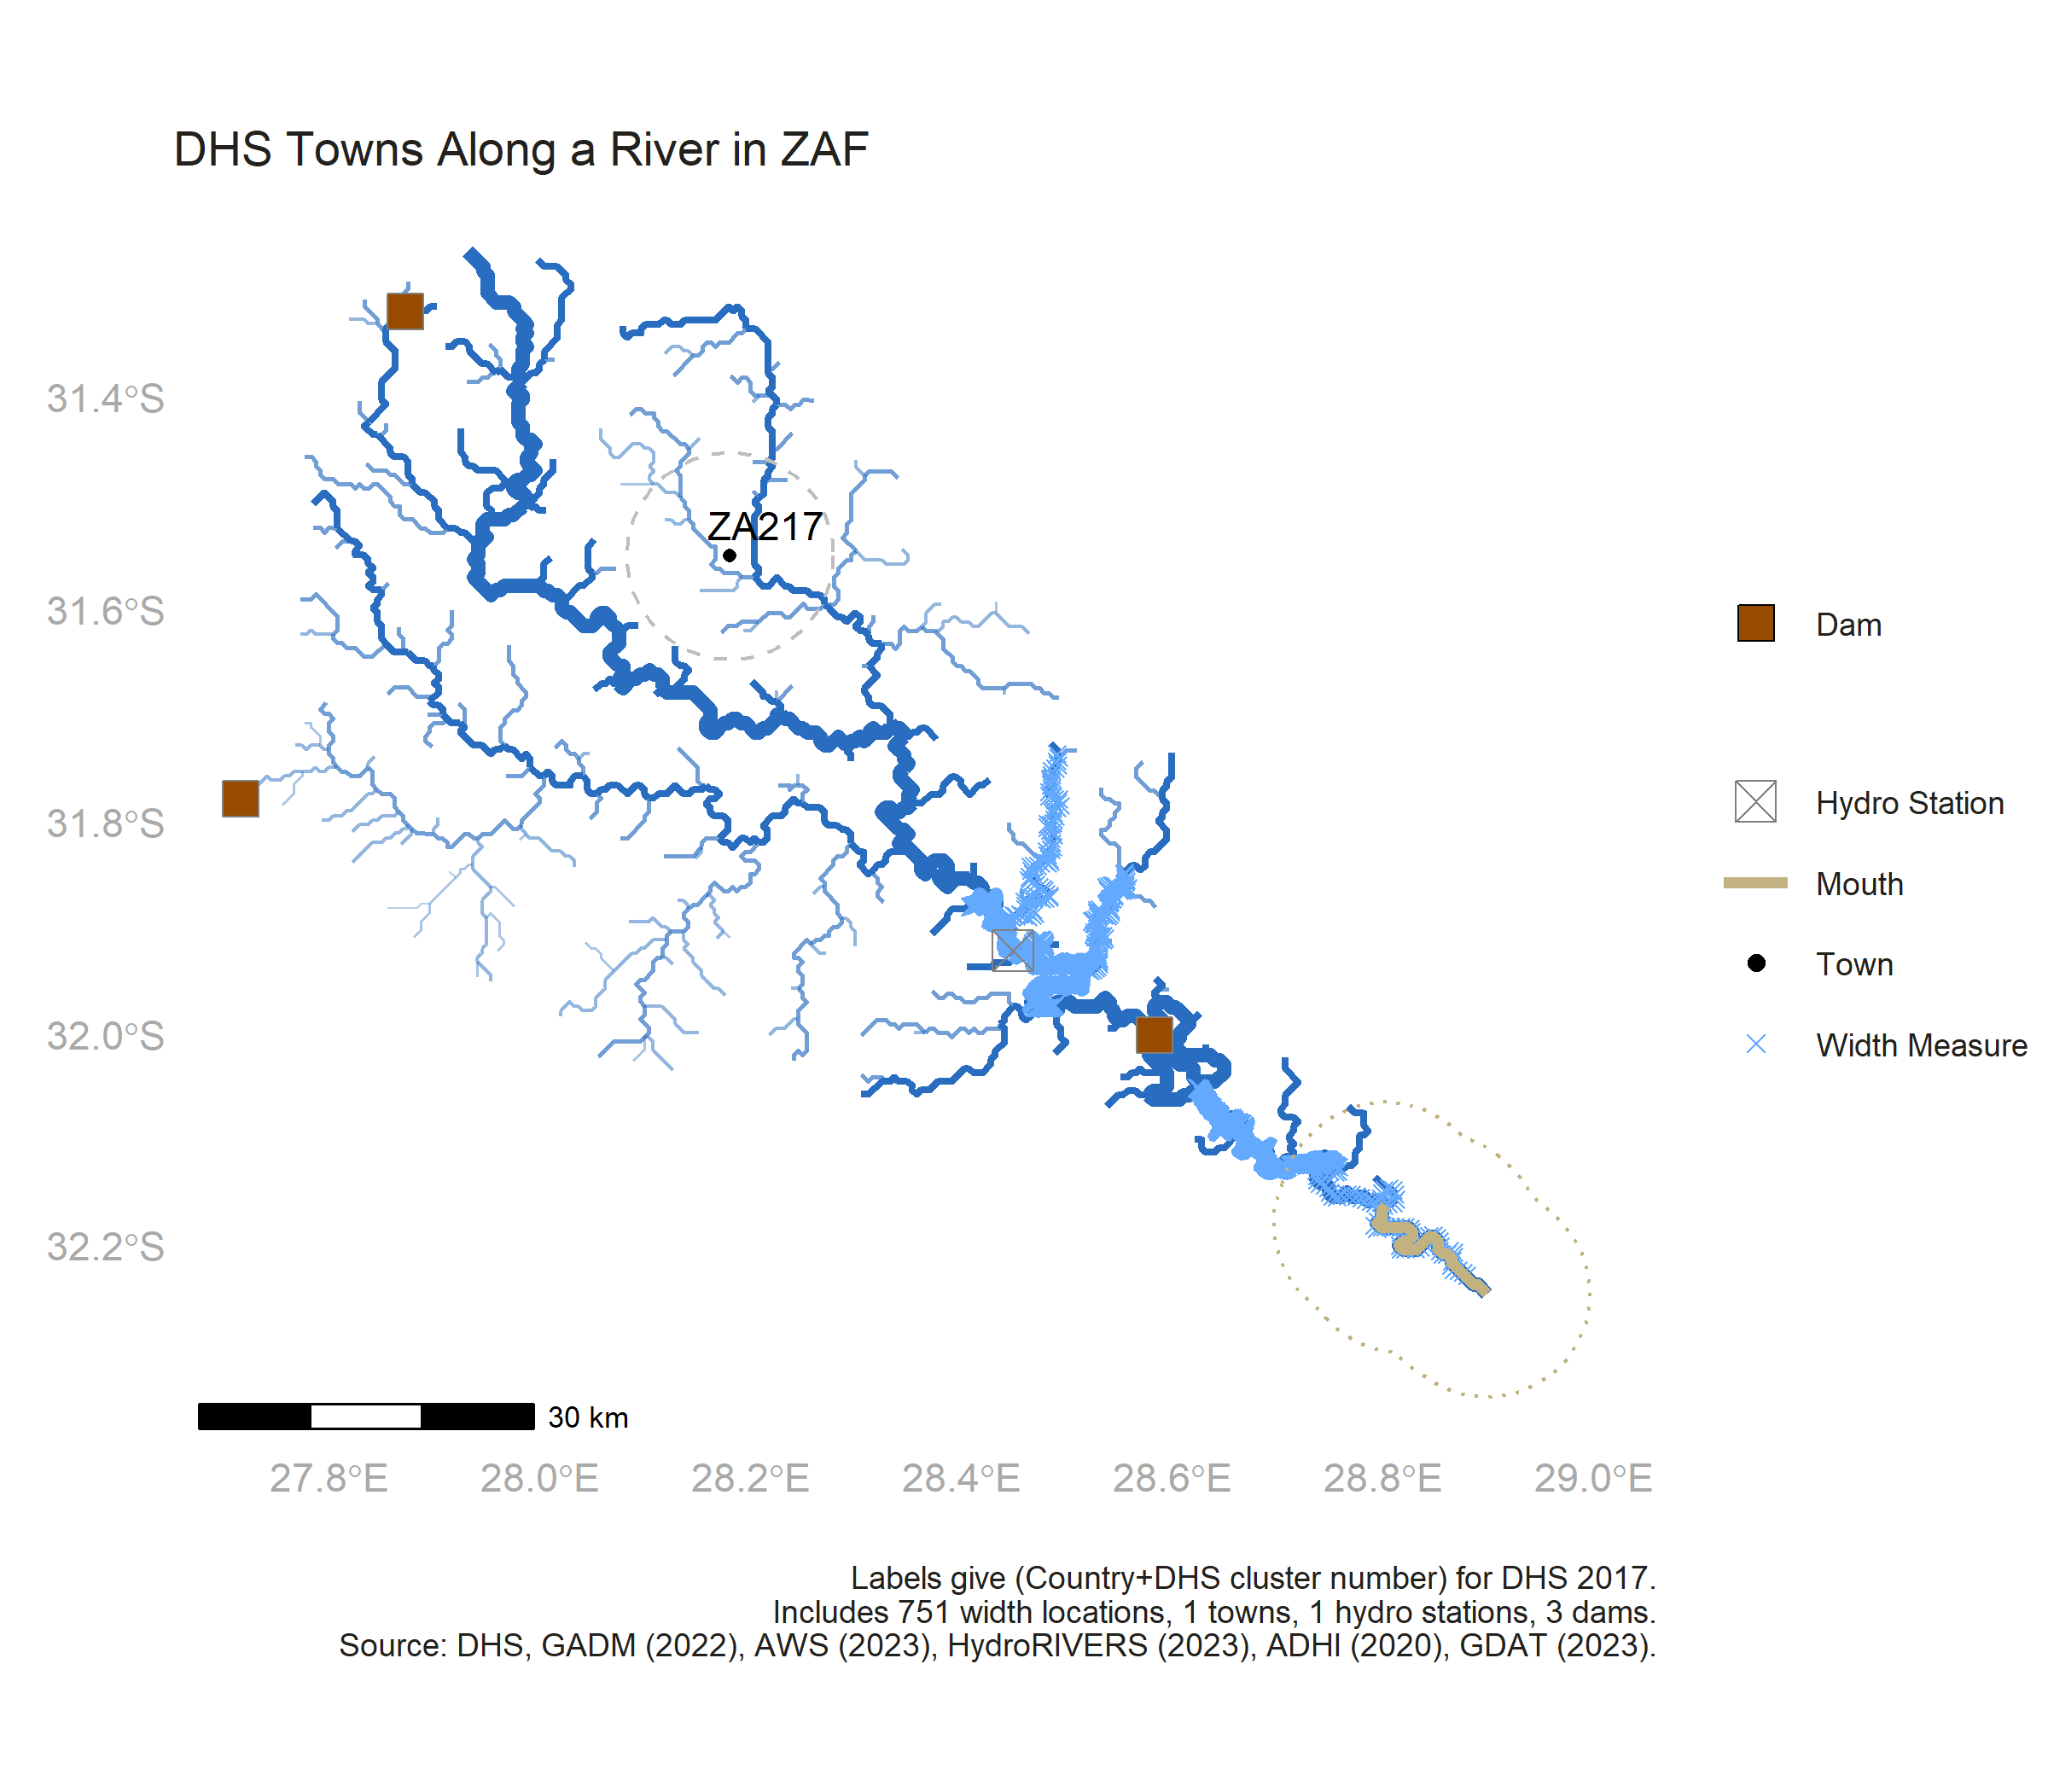 DHS Towns Along a River in ZAF
31.4°S
31.6°S
31.8°S
32.0°S
32.2°S
ZA217
Dam
Hydro Station
Mouth
Town
Width Measure
30 km
27.8°E
28.0°E
28.2°E
28.4°E
28.6°E
28.8°E
29.0°E
Labels give (Country+DHS cluster number) for DHS 2017.
Includes 751 width locations, 1 towns, 1 hydro stations, 3 dams.
Source: DHS, GADM (2022), AWS (2023), HydroRIVERS (2023), ADHI (2020), GDAT (2023).